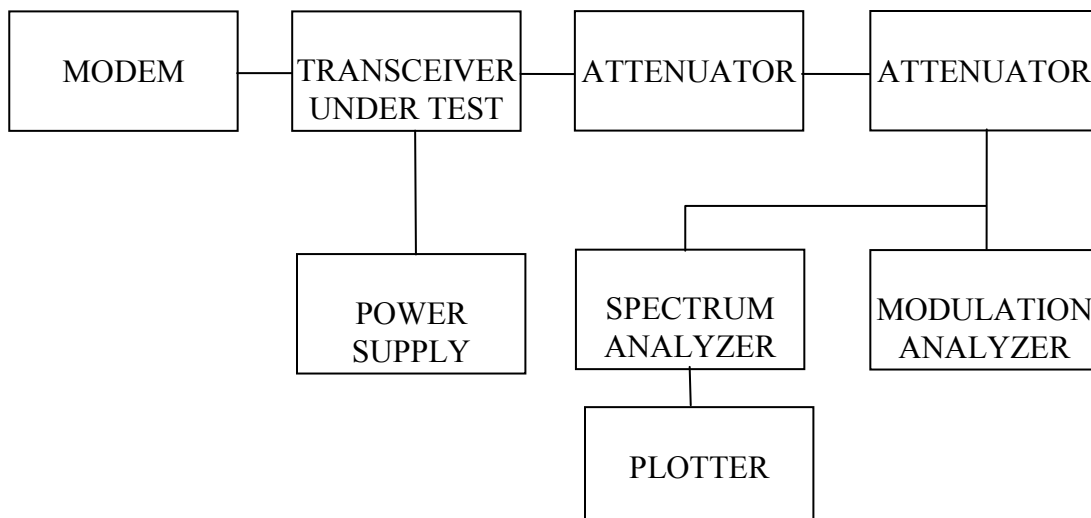 MODEM
TRANSCEIVER
UNDER TEST
ATTENUATOR
ATTENUATOR
POWER
SUPPLY
SPECTRUM
ANALYZER
MODULATION
ANALYZER
PLOTTER